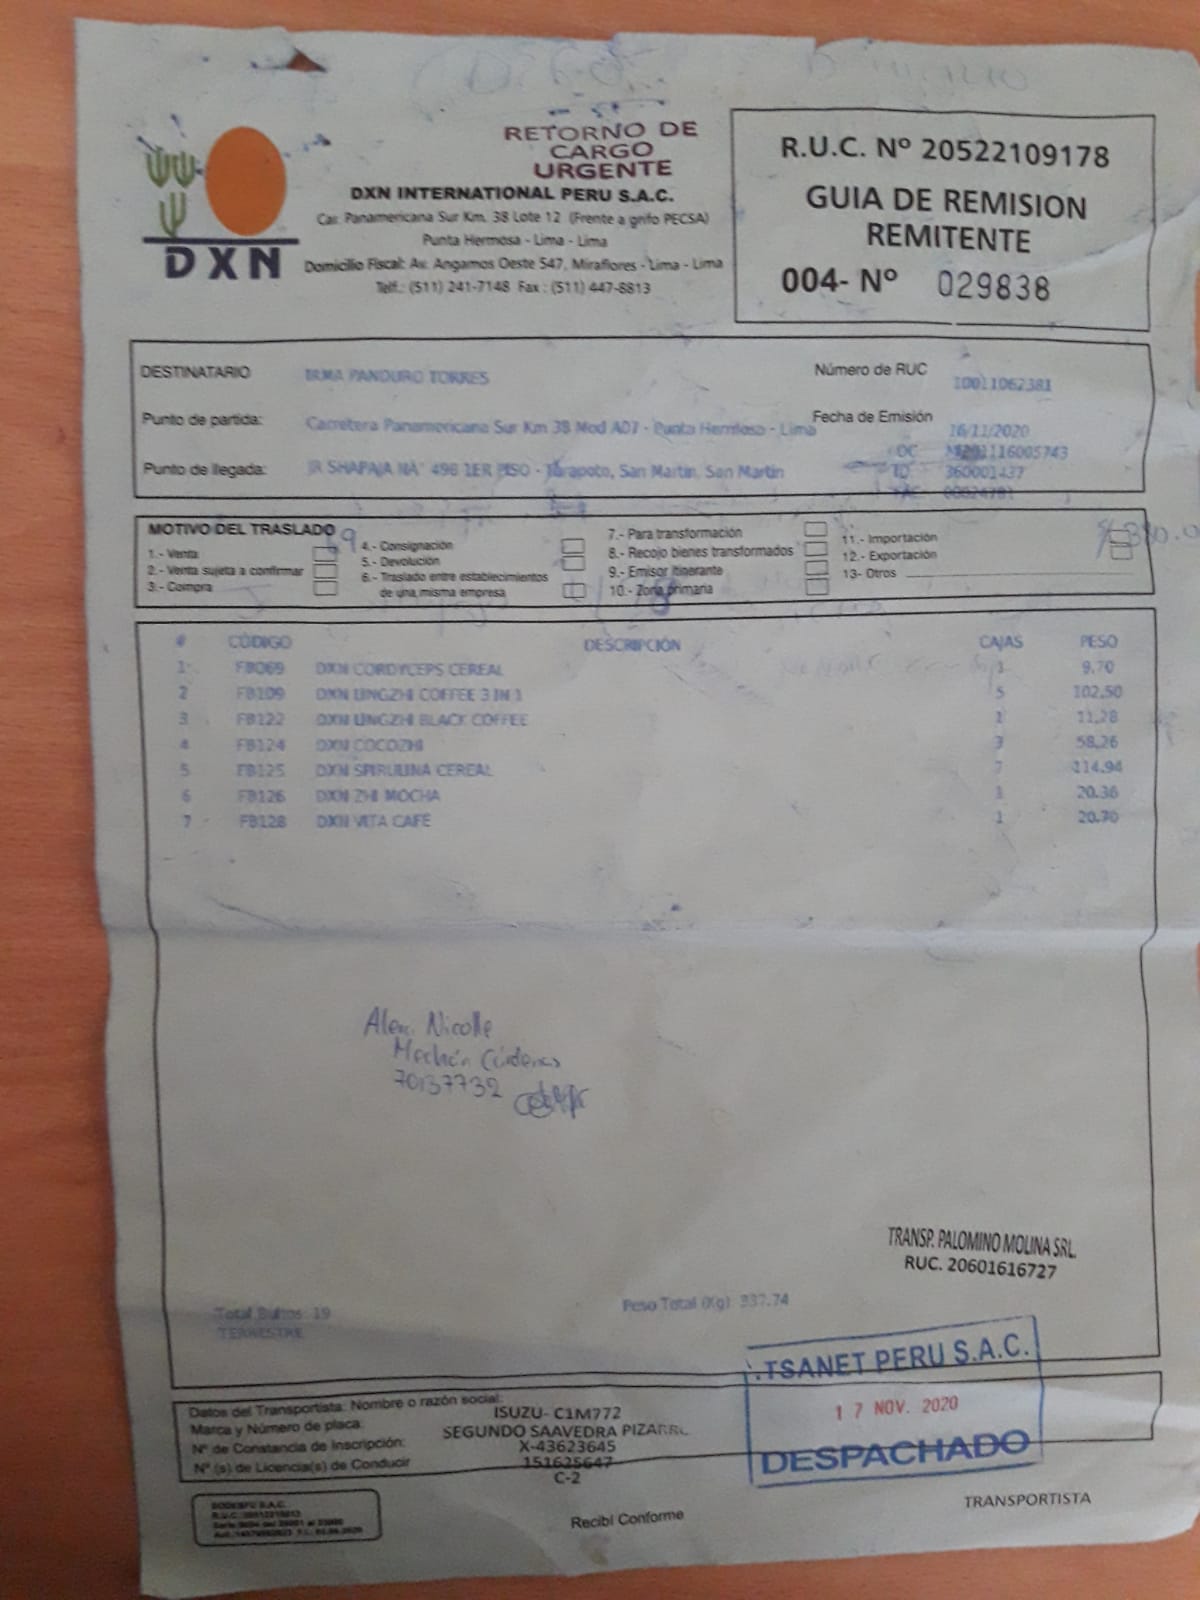 RETORNO DE
CARGO
URGENTE
DXN
DXN INTERNATIONAL PERU S.A.C.
Car. Panamericana Sur Km. 38 Lote 12 (Frente a grifo PECSA)
Punta Hermosa - Lima - Lima
Domicilio Fiscal: Av. Angamos Oeste 547, Miraflores - Lima - Lima
Telf.: (511) 241-7148 Fax : (511) 447-8813
R.U.C. Nº 20522109178
GUIA DE REMISION
REMITENTE
004- Nº 029838
DESTINATARIO IRMA PANDURO TORRES Número de RUC 10011062381
Punto de partida: Carretera Panamericana Sur Km 38 Mod A07 - Punta Hermosa - Lima Fecha de Emisión 16/11/2020
OC M201116005743
Punto de llegada: JR SHAPAJA NÂ° 496 1ER PISO - Tarapoto, San Martin, San Martin ID 360001437
FAC 00024781
MOTIVO DEL TRASLADO
1.- Venta
2.- Venta sujeta a confirmar
3.- Compra
4.- Consignación
5.- Devolución
6.- Traslado entre establecimientos
de una misma empresa
7.- Para transformación
8.- Recojo bienes transformados
9.- Emisor Itinerante
10.- Zona primaria
11.- Importación
12.- Exportación
13- Otros
# CÓDIGO DESCRIPCIÓN CAJAS PESO
1 FB069 DXN CORDYCEPS CEREAL 1 9.70
2 FB109 DXN LINGZHI COFFEE 3 IN 1 5 102.50
3 FB122 DXN LINGZHI BLACK COFFEE 1 11.28
4 FB124 DXN COCOZHI 3 58.26
5 FB125 DXN SPIRULINA CEREAL 7 114.94
6 FB126 DXN ZHI MOCHA 1 20.36
7 FB128 DXN VITA CAFÉ 1 20.70
Nicolle
70137732
TRANSP. PALOMINO MOLINA SRL.
RUC. 20601616727
Total Bultos: 19 Peso Total (Kg): 337.74
TERRESTRE
TSANET PERU S.A.C.
17 NOV. 2020
DESPACHADO
Datos del Transportista: Nombre o razón social:
Marca y Número de placa: ISUZU- C1M772
SEGUNDO SAAVEDRA PIZARRO
Nº de Constancia de Inscripción: X-43623645
Nº (s) de Licencia(s) de Conducir 151625647
C-2
Recibí Conforme
TRANSPORTISTA